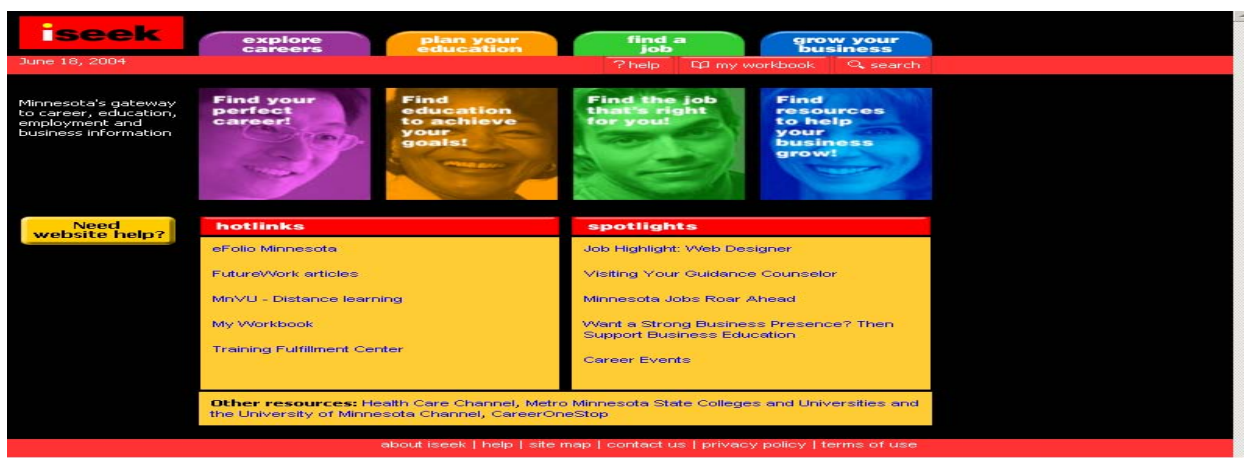 iseek
explore
careers
plan your
education
find a
job
grow your
business
June 18, 2004
? help
my workbook
search
Minnesota's gateway
to career, education,
employment and
business information
Find your
perfect
career!
Find
education
to achieve
your
goals!
Find the job
that's right
for you!
Find
resources
to help
your
business
grow!
Need
website help?
hotlinks
eFolio Minnesota
FutureWork articles
MnVU - Distance learning
My Workbook
Training Fulfillment Center
spotlights
Job Highlight: Web Designer
Visiting Your Guidance Counselor
Minnesota Jobs Roar Ahead
Want a Strong Business Presence? Then
Support Business Education
Career Events
Other resources: Health Care Channel, Metro Minnesota State Colleges and Universities and
the University of Minnesota Channel, CareerOneStop
about iseek | help | site map | contact us | privacy policy | terms of use